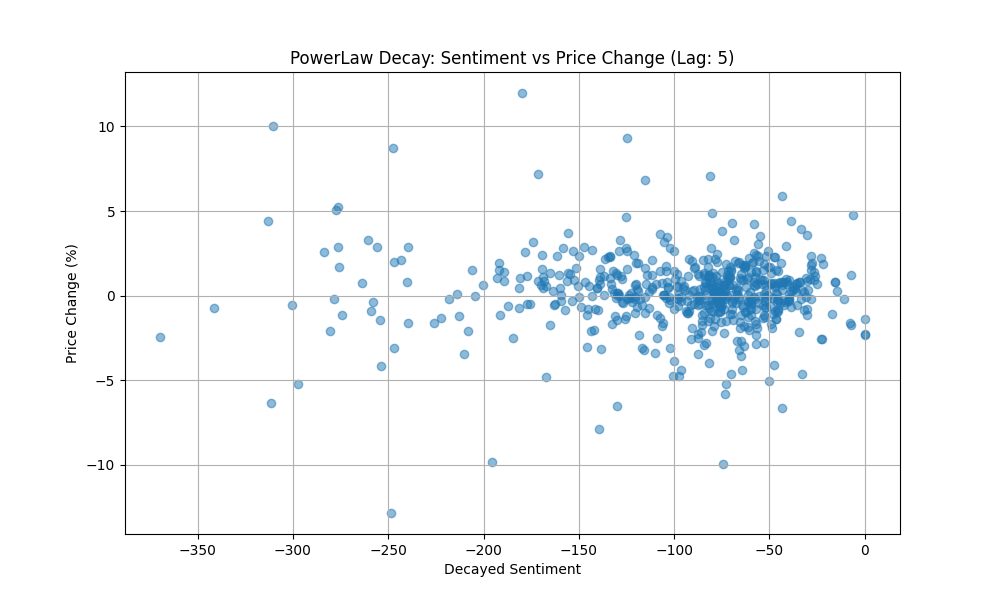 PowerLaw Decay: Sentiment vs Price Change (Lag: 5)
Price Change (%)
10
5
0
−5
−10
−350 −300 −250 −200 −150 −100 −50 0
Decayed Sentiment